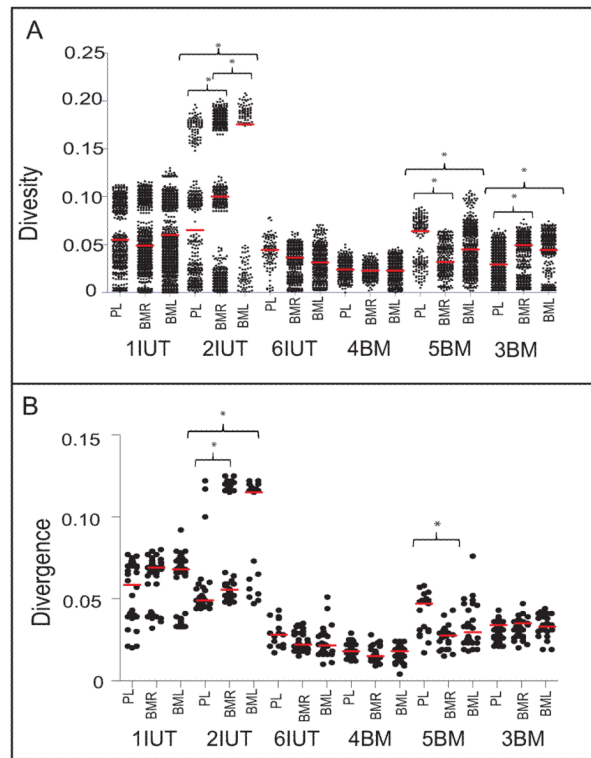 A
Divesity
0.25
0.20
0.15
0.10
0.05
0
* * * * * * *
PL BMR BML PL BMR BML PL BMR BML PL BMR BML PL BMR BML PL BMR BML
1IUT 2IUT 6IUT 4BM 5BM 3BM
B
Divergence
0.15
0.10
0.05
0
* * *
PL BMR BML PL BMR BML PL BMR BML PL BMR BML PL BMR BML PL BMR BML
1IUT 2IUT 6IUT 4BM 5BM 3BM